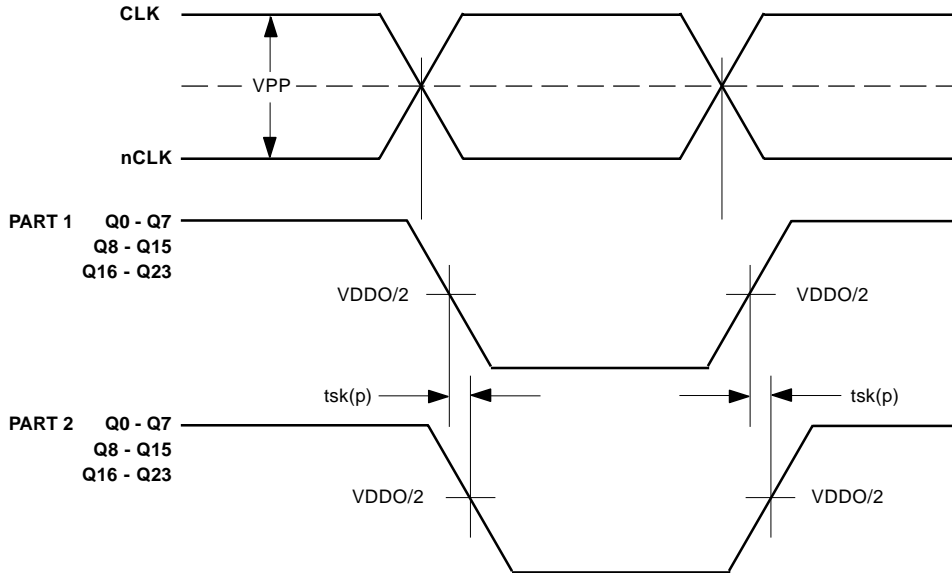 CLK
VPP
nCLK
PART 1 Q0 - Q7
Q8 - Q15
Q16 - Q23
VDDO/2 VDDO/2
tsk(p) tsk(p)
PART 2 Q0 - Q7
Q8 - Q15
Q16 - Q23
VDDO/2 VDDO/2